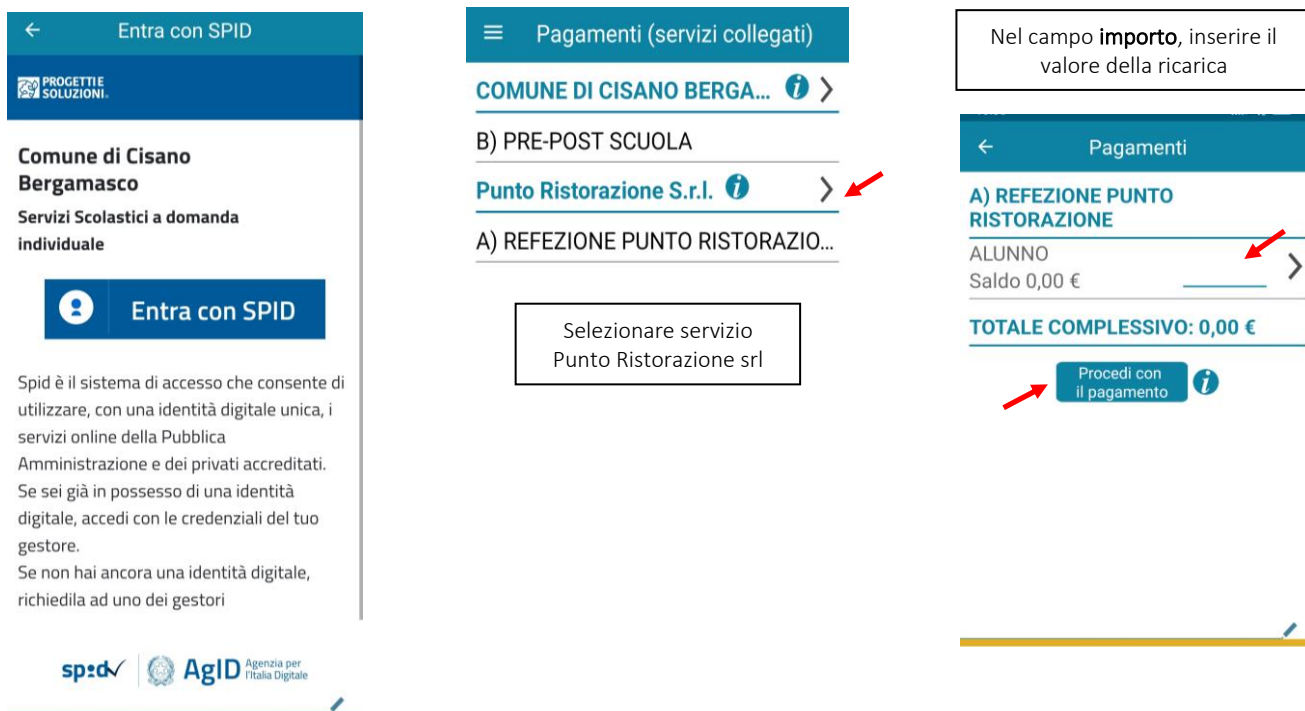 Entra con SPID
PROGETTI E
SOLUZIONI.
Comune di Cisano
Bergamasco
Servizi Scolastici a domanda
individuale
Entra con SPID
Spid è il sistema di accesso che consente di
utilizzare, con una identità digitale unica, i
servizi online della Pubblica
Amministrazione e dei privati accreditati.
Se sei già in possesso di una identità
digitale, accedi con le credenziali del tuo
gestore.
Se non hai ancora una identità digitale,
richiedila ad uno dei gestori
spid
AgID Agenzia per
l'Italia Digitale
Pagamenti (servizi collegati)
COMUNE DI CISANO BERGA...
B) PRE-POST SCUOLA
Punto Ristorazione S.r.l.
A) REFEZIONE PUNTO RISTORAZIO...
Selezionare servizio
Punto Ristorazione srl
Nel campo importo, inserire il
valore della ricarica
Pagamenti
A) REFEZIONE PUNTO
RISTORAZIONE
ALUNNO
Saldo 0,00 €
TOTALE COMPLESSIVO: 0,00 €
Procedi con
il pagamento